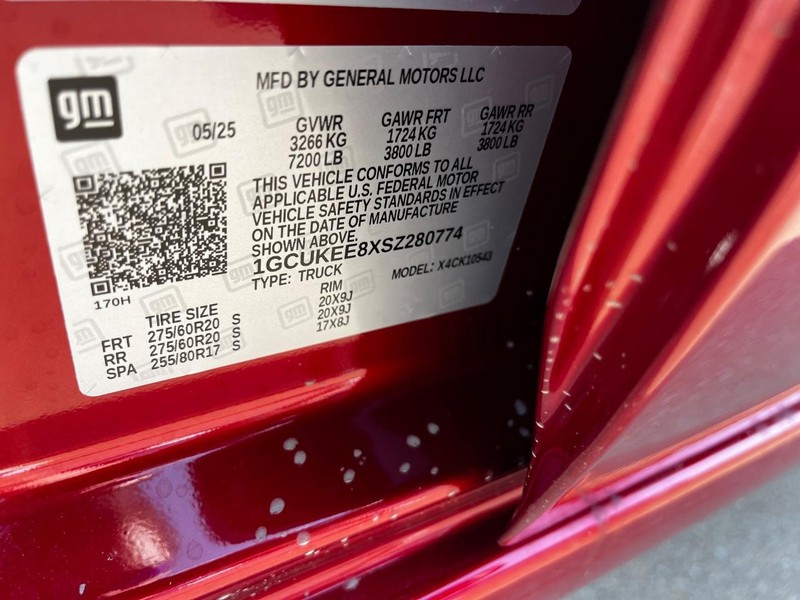 gm
MFD BY GENERAL MOTORS LLC
05/25
GVWR GAWR FRT GAWR RR
3266 KG 1724 KG 1724 KG
7200 LB 3800 LB 3800 LB
THIS VEHICLE CONFORMS TO ALL
APPLICABLE U.S. FEDERAL MOTOR
VEHICLE SAFETY STANDARDS IN EFFECT
ON THE DATE OF MANUFACTURE
SHOWN ABOVE.
1GCUKEE8XSZ280774
TYPE: TRUCK MODEL: X4CK10543
170H
TIRE SIZE RIM
FRT 275/60R20 S 20X9J
RR 275/60R20 S 20X9J
SPA 255/80R17 S 17X8J